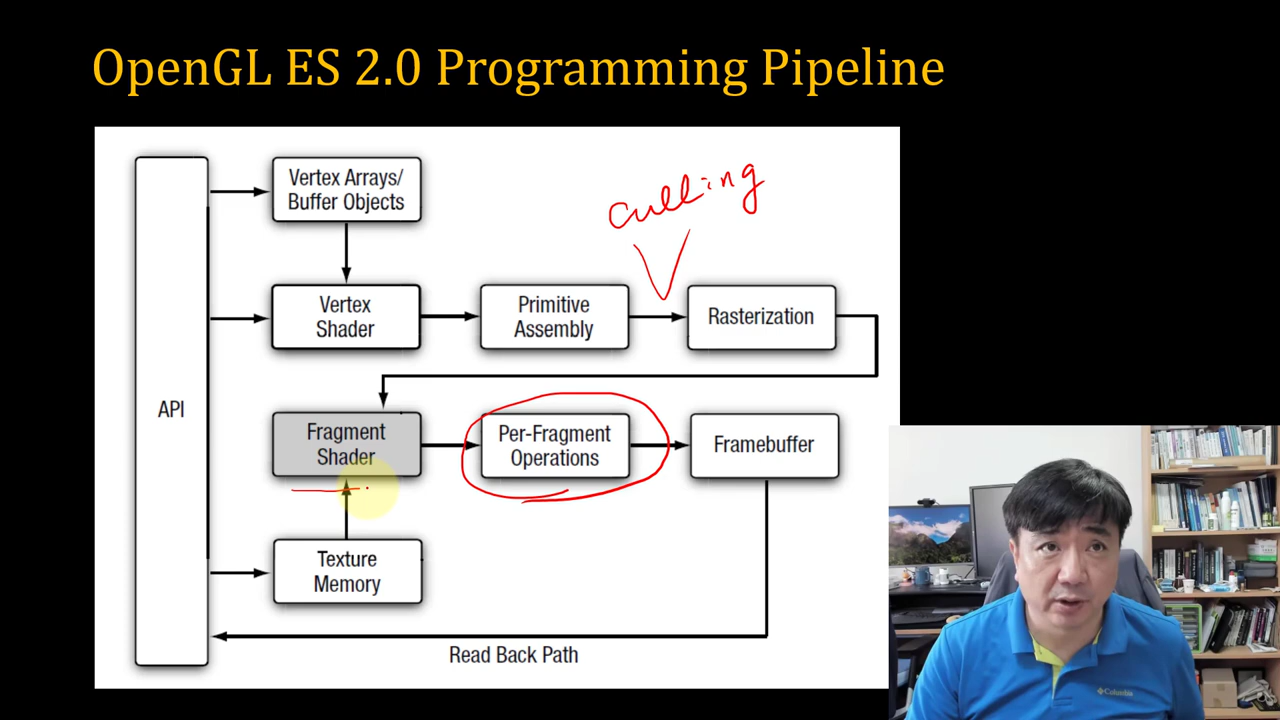 OpenGL ES 2.0 Programming Pipeline
Vertex Arrays/
Buffer Objects
culling
Vertex
Shader
Primitive
Assembly
Rasterization
API
Fragment
Shader
Per-Fragment
Operations
Framebuffer
Texture
Memory
Read Back Path
Columbia